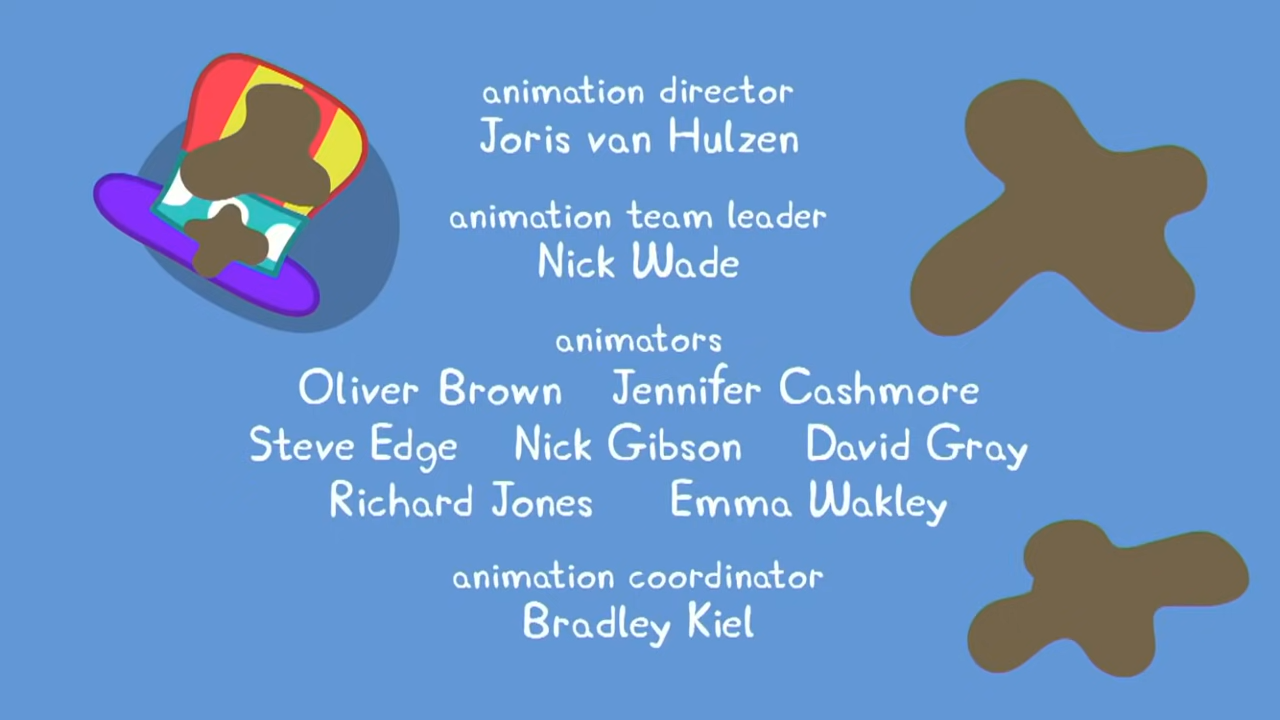 animation director
Joris van Hulzen
animation team leader
Nick Wade
animators
Oliver Brown Jennifer Cashmore
Steve Edge Nick Gibson David Gray
Richard Jones Emma Wakley
animation coordinator
Bradley Kiel